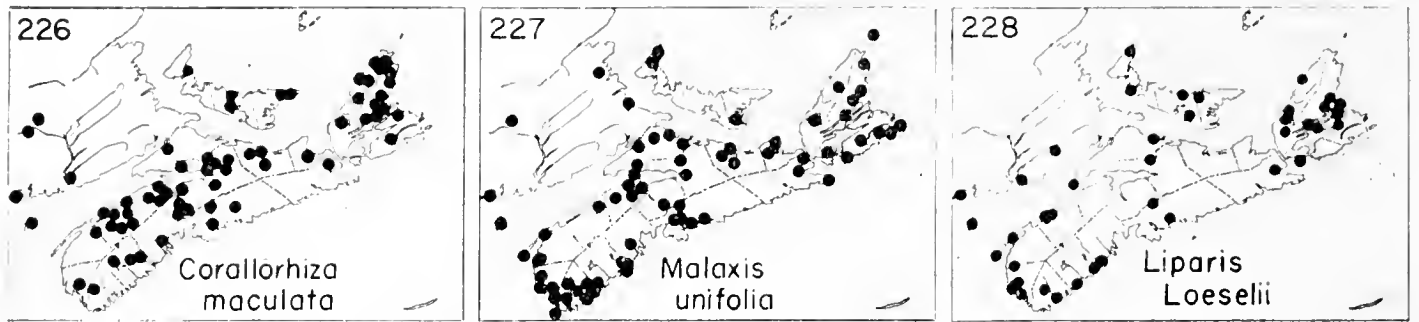 226
Corallorhiza
maculata
227
Malaxis
unifolia
228
Liparis
Loeselii